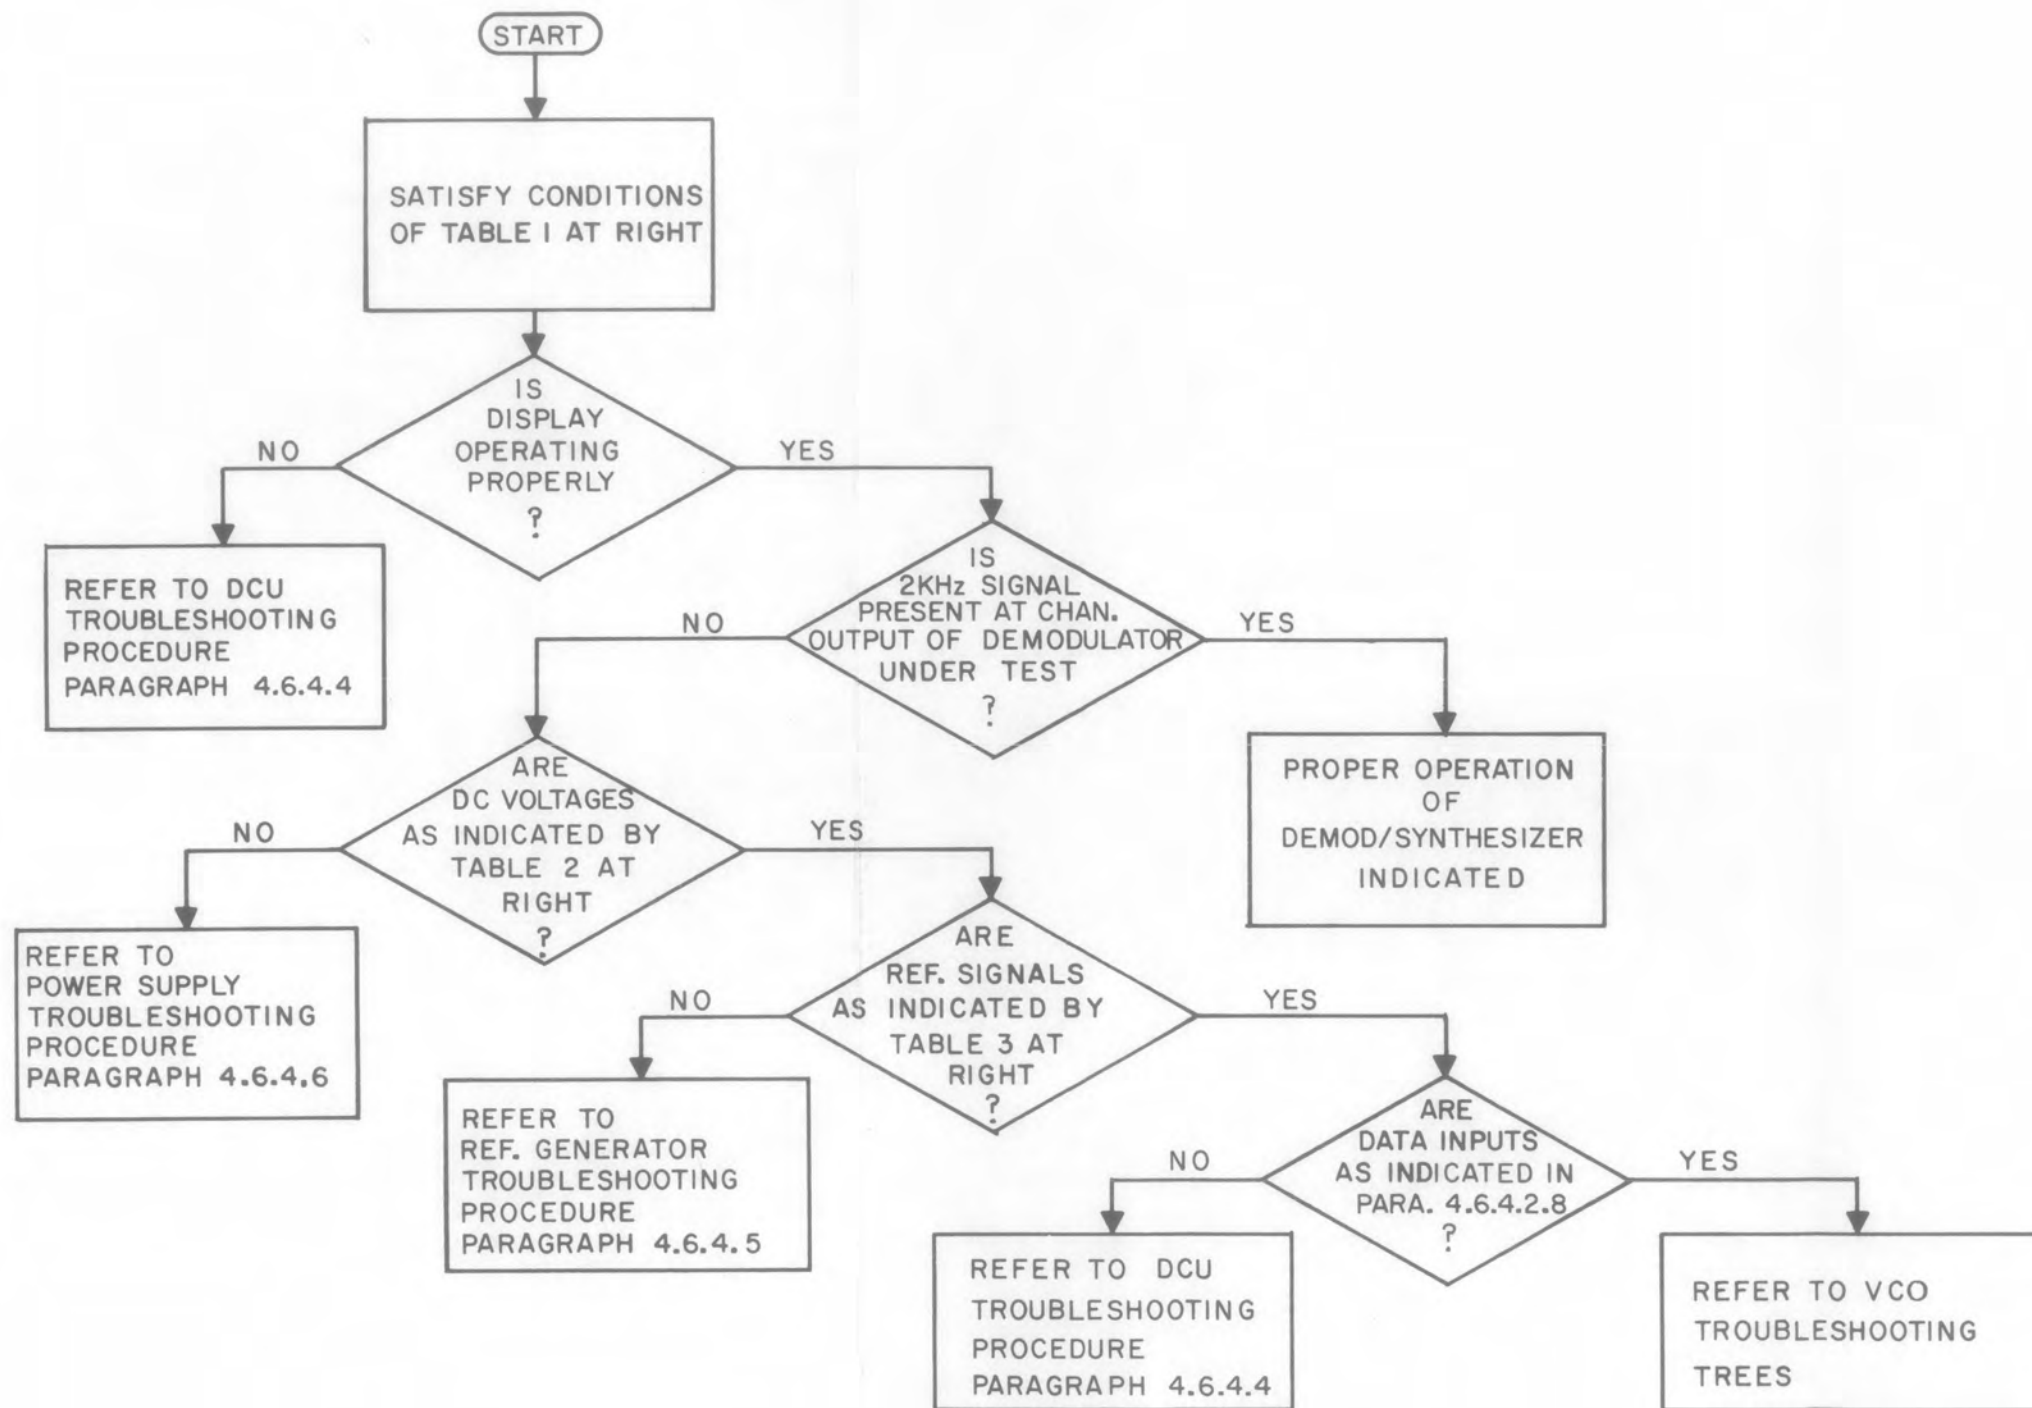 START
SATISFY CONDITIONS
OF TABLE I AT RIGHT
IS
DISPLAY
OPERATING
PROPERLY
?
NO
YES
REFER TO DCU
TROUBLESHOOTING
PROCEDURE
PARAGRAPH 4.6.4.4
IS
2KHz SIGNAL
PRESENT AT CHAN.
OUTPUT OF DEMODULATOR
UNDER TEST
?
NO
YES
PROPER OPERATION
OF
DEMOD/SYNTHESIZER
INDICATED
ARE
DC VOLTAGES
AS INDICATED BY
TABLE 2 AT
RIGHT
?
NO
YES
REFER TO
POWER SUPPLY
TROUBLESHOOTING
PROCEDURE
PARAGRAPH 4.6.4.6
ARE
REF. SIGNALS
AS INDICATED BY
TABLE 3 AT
RIGHT
?
NO
YES
REFER TO
REF. GENERATOR
TROUBLESHOOTING
PROCEDURE
PARAGRAPH 4.6.4.5
ARE
DATA INPUTS
AS INDICATED IN
PARA. 4.6.4.2.8
?
NO
YES
REFER TO DCU
TROUBLESHOOTING
PROCEDURE
PARAGRAPH 4.6.4.4
REFER TO VCO
TROUBLESHOOTING
TREES